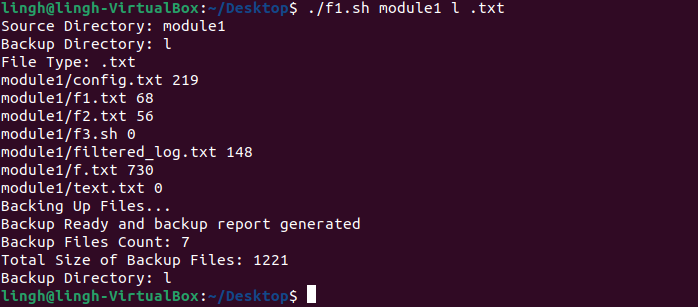 lingh@lingh-VirtualBox:~/Desktop$ ./f1.sh module1 l .txt
Source Directory: module1
Backup Directory: l
File Type: .txt
module1/config.txt 219
module1/f1.txt 68
module1/f2.txt 56
module1/f3.sh 0
module1/filtered_log.txt 148
module1/f.txt 730
module1/text.txt 0
Backing Up Files...
Backup Ready and backup report generated
Backup Files Count: 7
Total Size of Backup Files: 1221
Backup Directory: l
lingh@lingh-VirtualBox:~/Desktop$